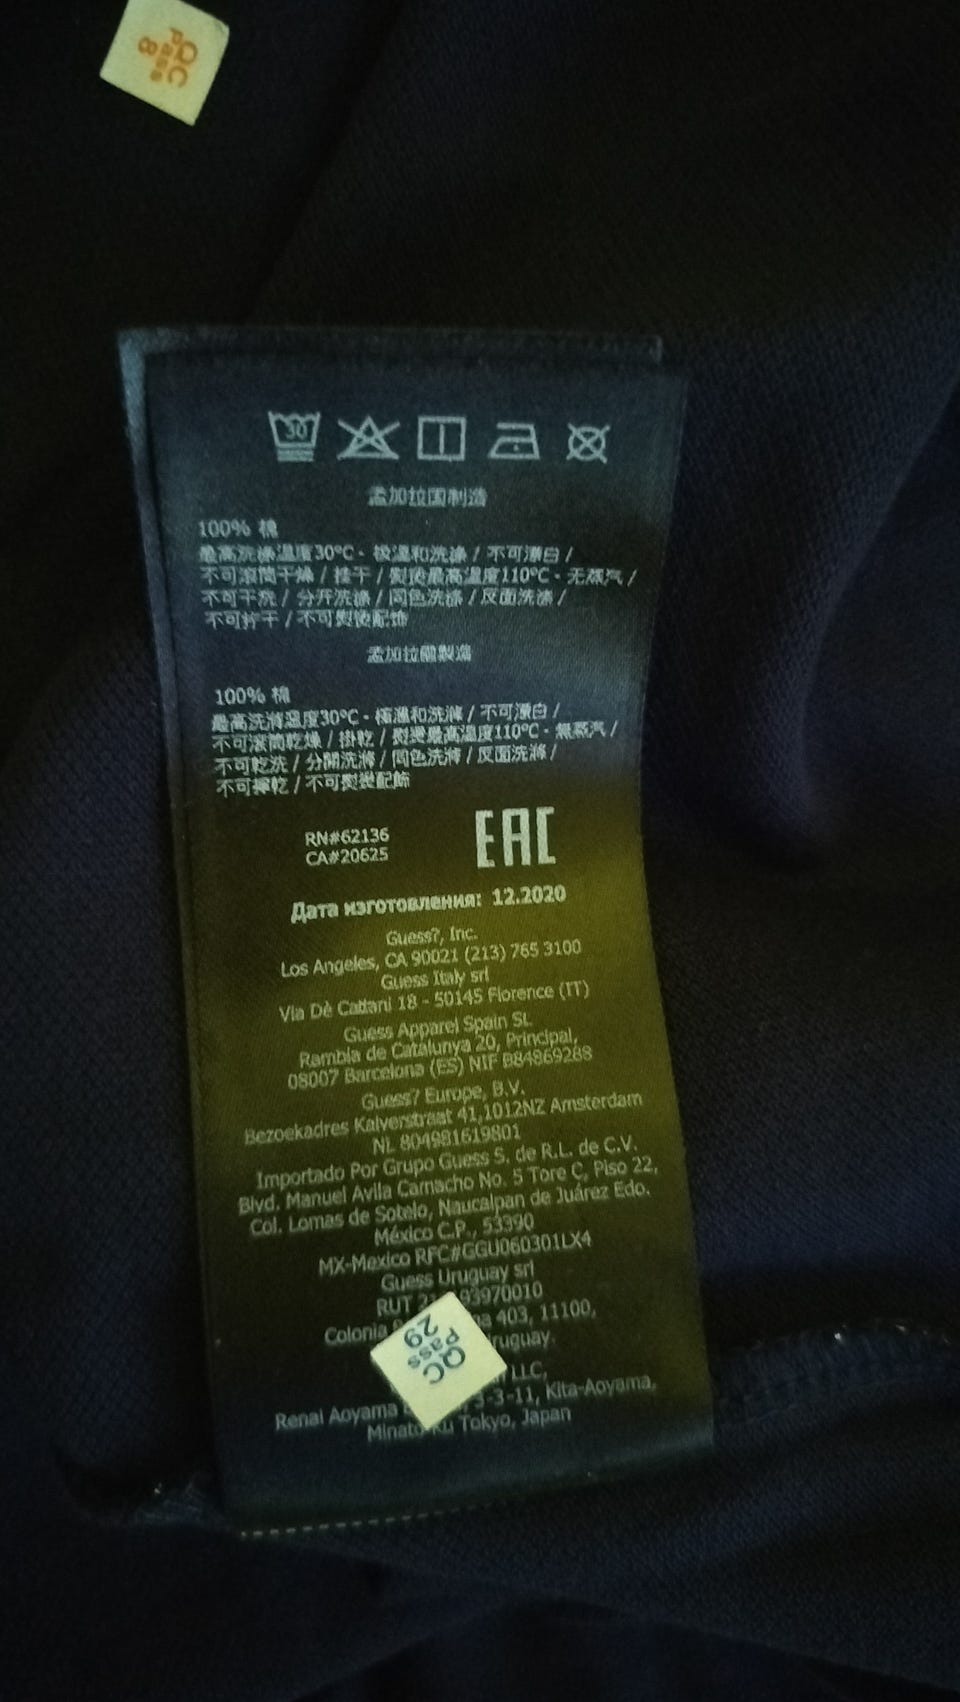 QC
Pass
8
30
孟加拉国制造
100% 棉
最高洗涤温度30°C - 极温和洗涤 / 不可漂白 /
不可滚筒干燥 / 挂干 / 熨烫最高温度110°C - 无蒸汽 /
不可干洗 / 分开洗涤 / 同色洗涤 / 反面洗涤 /
不可拧干 / 不可熨烫配饰
孟加拉國製造
100% 棉
最高洗滌溫度30°C - 極溫和洗滌 / 不可漂白 /
不可滾筒乾燥 / 掛乾 / 熨燙最高溫度110°C - 無蒸汽 /
不可乾洗 / 分開洗滌 / 同色洗滌 / 反面洗滌 /
不可擰乾 / 不可熨燙配飾
RN#62136
CA#20625
EAC
Дата изготовления: 12.2020
Guess?, Inc.
Los Angeles, CA 90021 (213) 765 3100
Guess Italy srl
Via Dè Cattani 18 - 50145 Florence (IT)
Guess Apparel Spain SL
Rambla de Catalunya 20, Principal,
08007 Barcelona (ES) NIF B84869288
Guess? Europe, B.V.
Bezoekadres Kalverstraat 41,1012NZ Amsterdam
NL 804981619B01
Importado Por Grupo Guess S. de R.L. de C.V.
Blvd. Manuel Avila Camacho No. 5 Tore C, Piso 22,
Col. Lomas de Sotelo, Naucalpan de Juárez Edo.
México C.P., 53390
MX-Mexico RFC#GGU060301LX4
Guess Uruguay srl
RUT 93970010
Colonia 403, 11100,
LLC,
Renai Aoyama 3-3-11, Kita-Aoyama,
Minato-Ku Tokyo, Japan
QC
Pass
29